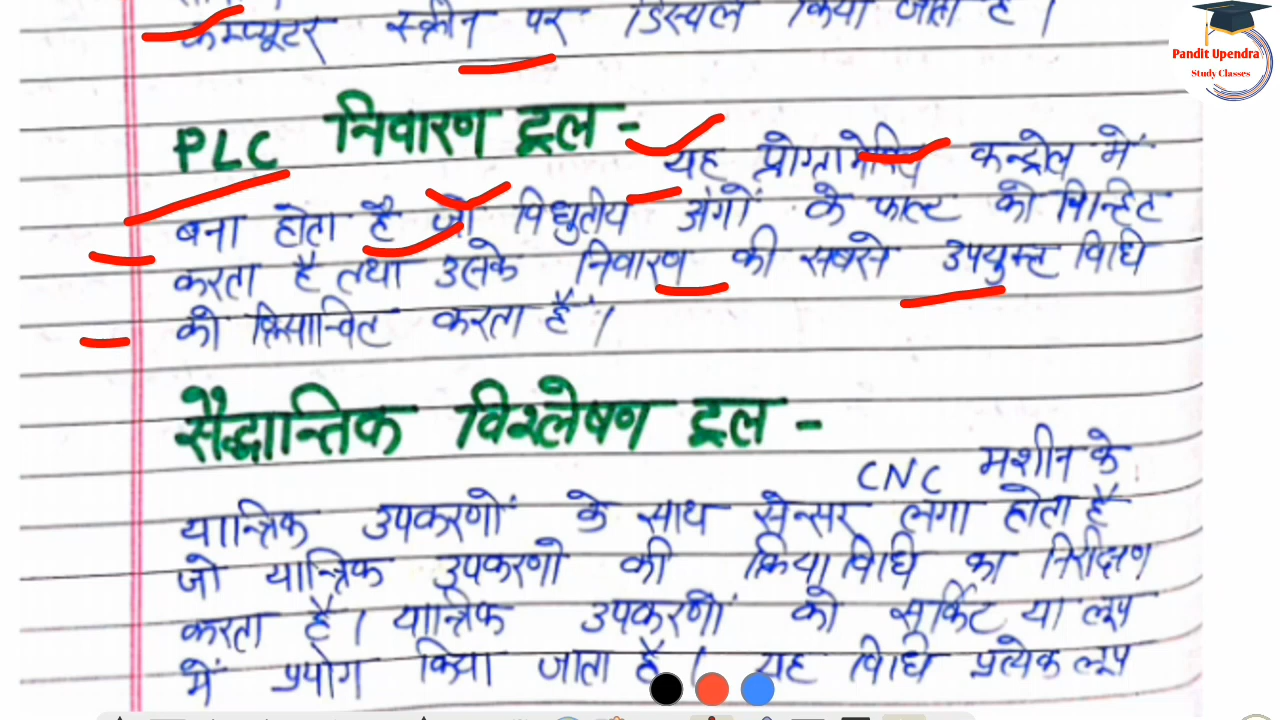 कम्प्यूटर स्क्रीन पर डिस्प्ले किया जाता है।
Pandit Upendra
Study Classes
PLC निवारण टूल -
यह प्रोग्रामेबिल कन्ट्रोल में
बना होता है जो विधुतीय अंगों के फाल्ट को चिन्हित
करता है तथा उसके निवारण की सबसे उपयुक्त विधि
को क्रियान्वित करता है।
सैद्धान्तिक विश्लेषण टूल -
CNC मशीन के
यान्त्रिक उपकरणों के साथ सेन्सर लगा होता है
जो यान्त्रिक उपकरणो की क्रिया विधि का निरीक्षण
करता है। यान्त्रिक उपकरणों को सर्किट या लूप
में प्रयोग किया जाता है। यह विधि प्रत्येक लूप